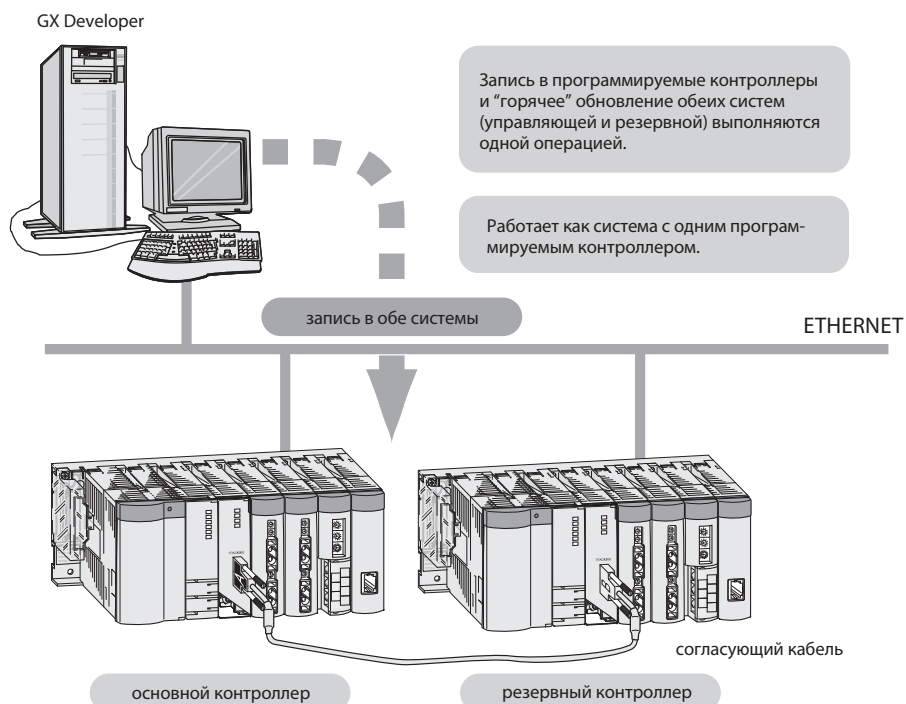 GX Developer
Запись в программируемые контроллеры
и “горячее” обновление обеих систем
(управляющей и резервной) выполняются
одной операцией.
Работает как система с одним програм-
мируемым контроллером.
запись в обе системы
ETHERNET
согласующий кабель
основной контроллер
резервный контроллер